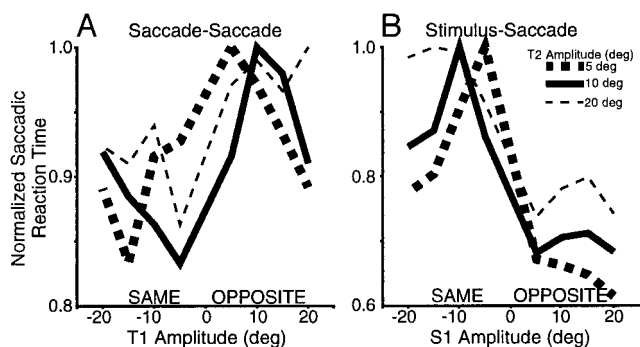 A Saccade-Saccade
B Stimulus-Saccade
T2 Amplitude (deg)
5 deg
10 deg
20 deg
Normalized Saccadic
Reaction Time
1.0
0.9
0.8
SAME OPPOSITE
-20 -10 0 10 20
T1 Amplitude (deg)
1.0
0.8
0.6
SAME OPPOSITE
-20 -10 0 10 20
S1 Amplitude (deg)